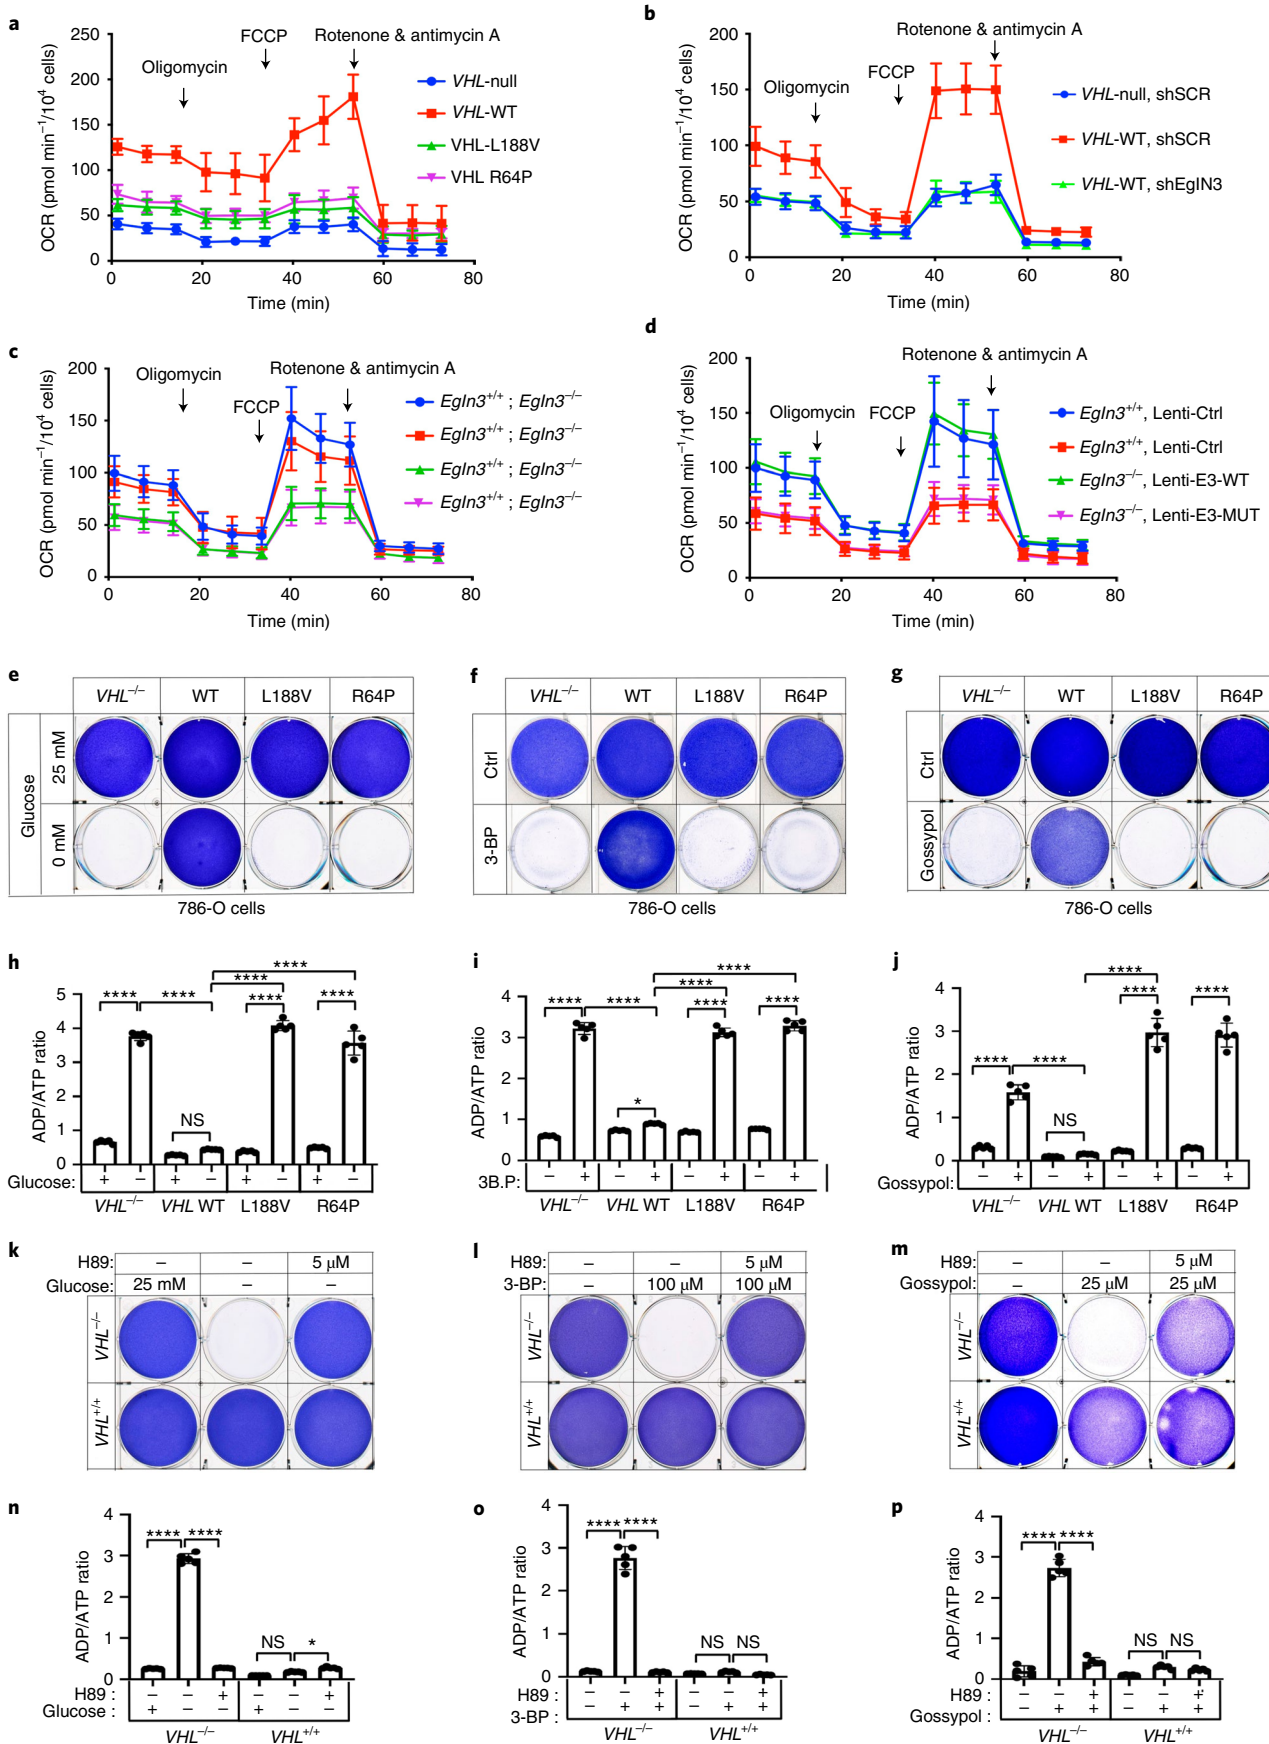 a
OCR (pmol min⁻¹/10⁴ cells)
250
200
150
100
50
0
0 20 40 60 80
Time (min)
Oligomycin
FCCP
Rotenone & antimycin A
VHL-null
VHL-WT
VHL-L188V
VHL R64P
b
OCR (pmol min⁻¹/10⁴ cells)
200
150
100
50
0
0 20 40 60 80
Time (min)
Oligomycin
FCCP
Rotenone & antimycin A
VHL-null, shSCR
VHL-WT, shSCR
VHL-WT, shEglN3
c
OCR (pmol min⁻¹/10⁴ cells)
200
150
100
50
0
0 20 40 60 80
Time (min)
Oligomycin
FCCP
Rotenone & antimycin A
Egln3⁺/⁺ ; Egln3⁻/⁻
Egln3⁺/⁺ ; Egln3⁻/⁻
Egln3⁺/⁺ ; Egln3⁻/⁻
Egln3⁺/⁺ ; Egln3⁻/⁻
d
OCR (pmol min⁻¹/10⁴ cells)
200
150
100
50
0
0 20 40 60 80
Time (min)
Oligomycin
FCCP
Rotenone & antimycin A
Egln3⁺/⁺, Lenti-Ctrl
Egln3⁺/⁺, Lenti-Ctrl
Egln3⁻/⁻, Lenti-E3-WT
Egln3⁻/⁻, Lenti-E3-MUT
e
VHL⁻/⁻ WT L188V R64P
Glucose
25 mM
0 mM
786-O cells
f
VHL⁻/⁻ WT L188V R64P
Ctrl
3-BP
786-O cells
g
VHL⁻/⁻ WT L188V R64P
Ctrl
Gossypol
786-O cells
h
ADP/ATP ratio
5
4
3
2
1
0
**** **** **** **** **** ****
NS
Glucose: + – + – + – + –
VHL⁻/⁻ VHL WT L188V R64P
i
ADP/ATP ratio
4
3
2
1
0
**** **** **** **** **** ****
*
3B.P: – + – + – + – +
VHL⁻/⁻ VHL WT L188V R64P
j
ADP/ATP ratio
4
3
2
1
0
**** **** **** **** ****
NS
Gossypol: – + – + – + – +
VHL⁻/⁻ VHL WT L188V R64P
k
H89: – – 5 µM
Glucose: 25 mM – –
VHL⁻/⁻
VHL⁺/⁺
l
H89: – – 5 µM
3-BP: – 100 µM 100 µM
VHL⁻/⁻
VHL⁺/⁺
m
H89: – – 5 µM
Gossypol: – 25 µM 25 µM
VHL⁻/⁻
VHL⁺/⁺
n
ADP/ATP ratio
4
3
2
1
0
**** ****
NS *
H89 : – – + – – +
Glucose : + – – + – –
VHL⁻/⁻ VHL⁺/⁺
o
ADP/ATP ratio
4
3
2
1
0
**** ****
NS NS
H89 : – – + – – +
3-BP : – + + – + +
VHL⁻/⁻ VHL⁺/⁺
p
ADP/ATP ratio
4
3
2
1
0
**** ****
NS NS
H89 : – – + – – +
Gossypol : – + + – + +
VHL⁻/⁻ VHL⁺/⁺